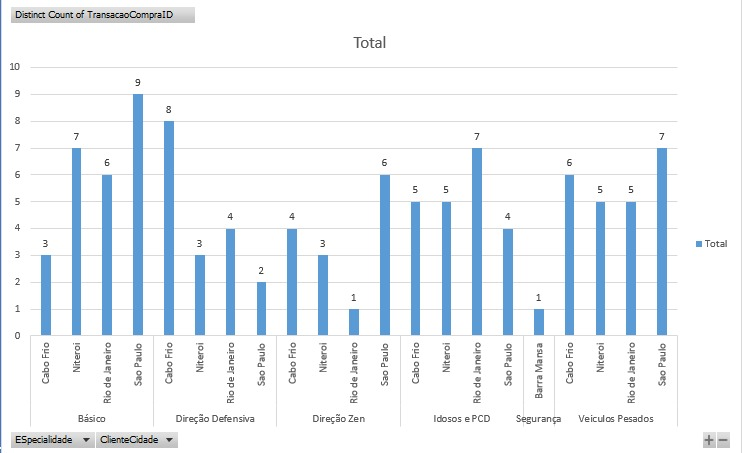 Distinct Count of TransacaoCompraID
Total
10
9
8
7
6
5
4
3
2
1
0
3
7
6
9
8
3
4
2
4
3
1
6
5
5
7
4
1
6
5
5
7
Total
Cabo Frio
Niteroi
Rio de Janeiro
Sao Paulo
Cabo Frio
Niteroi
Rio de Janeiro
Sao Paulo
Cabo Frio
Niteroi
Rio de Janeiro
Sao Paulo
Cabo Frio
Niteroi
Rio de Janeiro
Sao Paulo
Barra Mansa
Cabo Frio
Niteroi
Rio de Janeiro
Sao Paulo
Básico
Direção Defensiva
Direção Zen
Idosos e PCD
Segurança
Veiculos Pesados
ESpecialidade
ClienteCidade